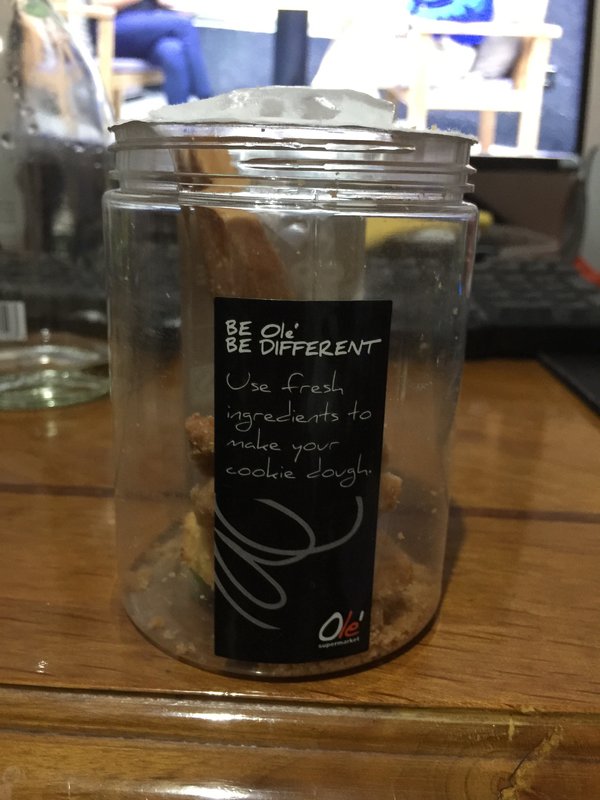 BE Olé
BE DIFFERENT
Use fresh
ingredients to
make your
cookie dough.
Olé
supermarket